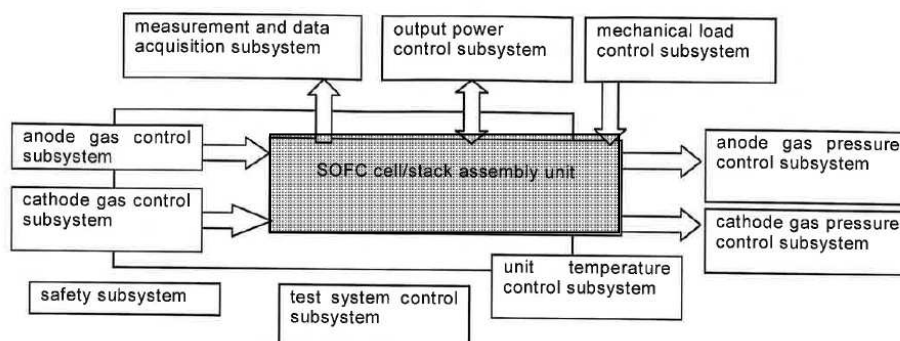 measurement and data
acquisition subsystem
output power
control subsystem
mechanical load
control subsystem
anode gas control
subsystem
SOFC cell/stack assembly unit
anode gas pressure
control subsystem
cathode gas control
subsystem
cathode gas pressure
control subsystem
unit temperature
control subsystem
safety subsystem
test system control
subsystem